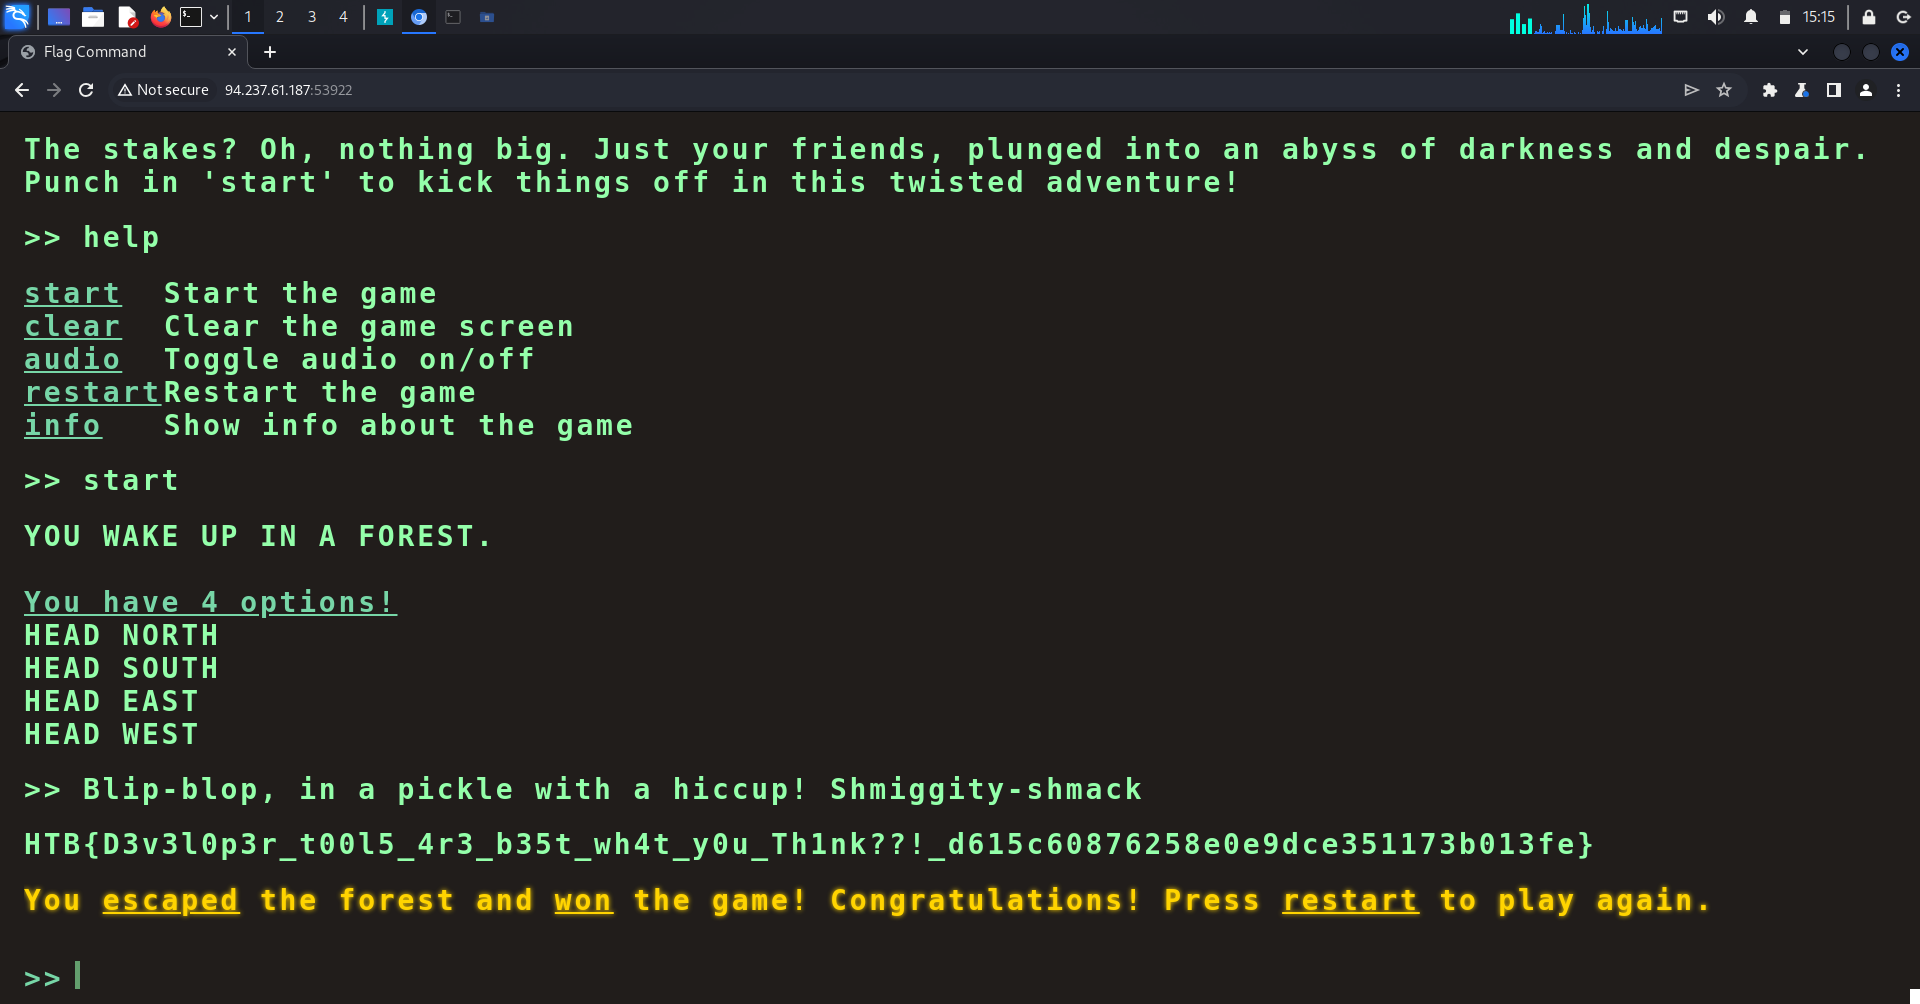 1 2 3 4 15:15
Flag Command
Not secure 94.237.61.187:53922
The stakes? Oh, nothing big. Just your friends, plunged into an abyss of darkness and despair.
Punch in 'start' to kick things off in this twisted adventure!
>> help
start Start the game
clear Clear the game screen
audio Toggle audio on/off
restart Restart the game
info Show info about the game
>> start
YOU WAKE UP IN A FOREST.
You have 4 options!
HEAD NORTH
HEAD SOUTH
HEAD EAST
HEAD WEST
>> Blip-blop, in a pickle with a hiccup! Shmiggity-shmack
HTB{D3v3l0p3r_t00l5_4r3_b35t_wh4t_y0u_Th1nk??!_d615c60876258e0e9dce351173b013fe}
You escaped the forest and won the game! Congratulations! Press restart to play again.
>>